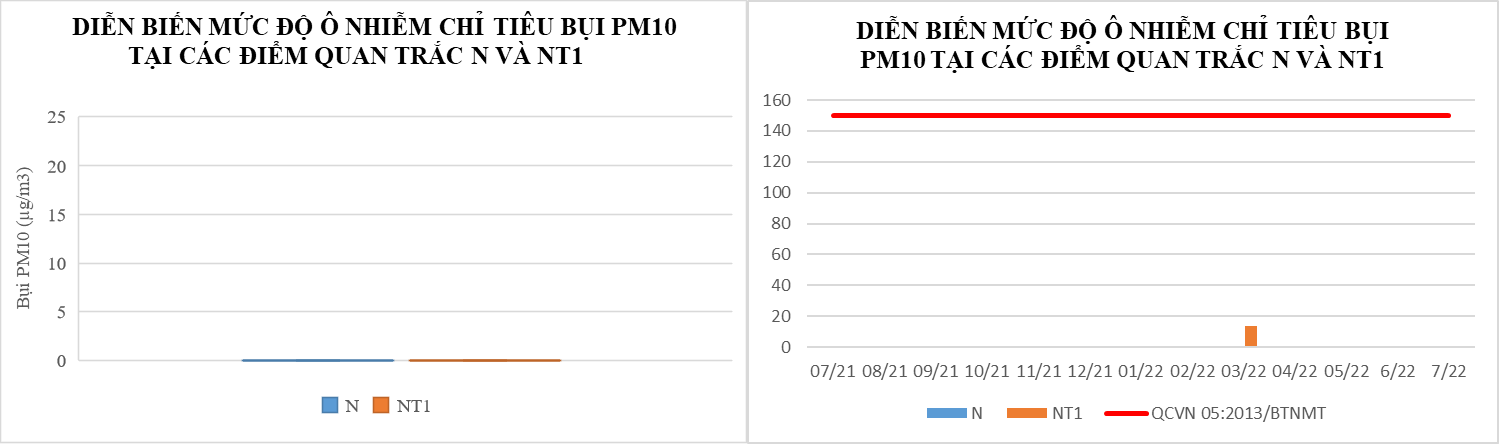 DIỄN BIẾN MỨC ĐỘ Ô NHIỄM CHỈ TIÊU BỤI PM10
TẠI CÁC ĐIỂM QUAN TRẮC N VÀ NT1
25
20
15
10
5
0
Bụi PM10 (µg/m3)
N NT1
DIỄN BIẾN MỨC ĐỘ Ô NHIỄM CHỈ TIÊU BỤI
PM10 TẠI CÁC ĐIỂM QUAN TRẮC N VÀ NT1
160
140
120
100
80
60
40
20
0
07/21 08/21 09/21 10/21 11/21 12/21 01/22 02/22 03/22 04/22 05/22 6/22 7/22
N NT1 QCVN 05:2013/BTNMT